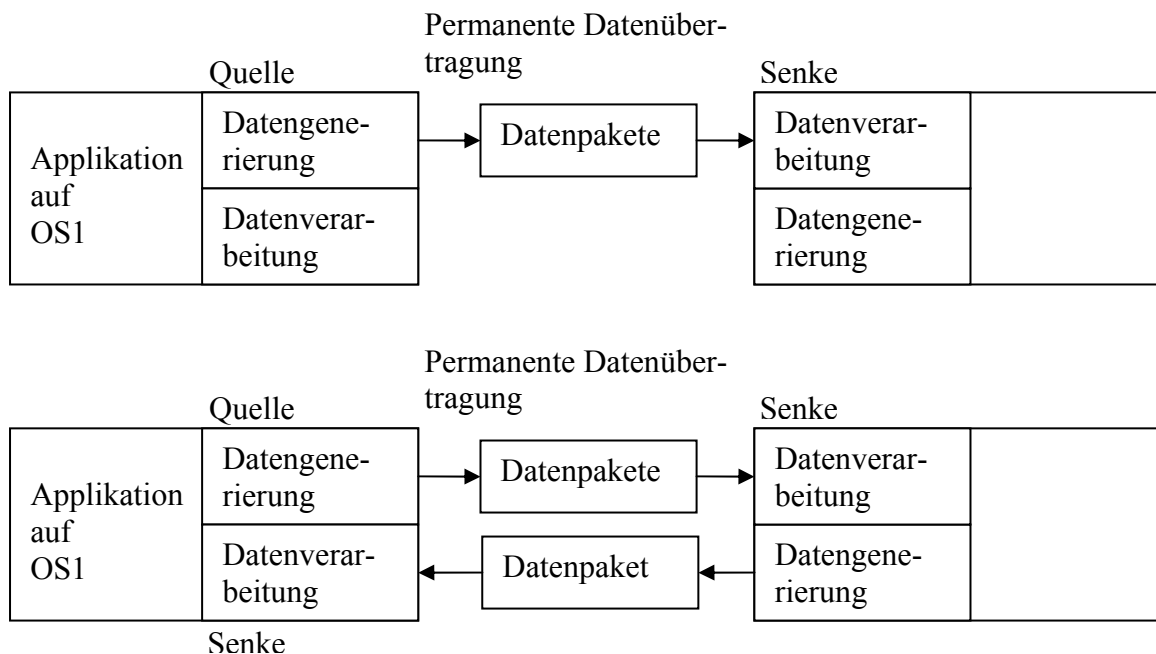 Permanente Datenüber-
tragung
Quelle
Senke
Applikation
auf
OS1
Datengene-
rierung
Datenverar-
beitung
Datenpakete
Datenverar-
beitung
Datengene-
rierung
Permanente Datenüber-
tragung
Quelle
Senke
Applikation
auf
OS1
Datengene-
rierung
Datenverar-
beitung
Datenpakete
Datenpaket
Datenverar-
beitung
Datengene-
rierung
Senke